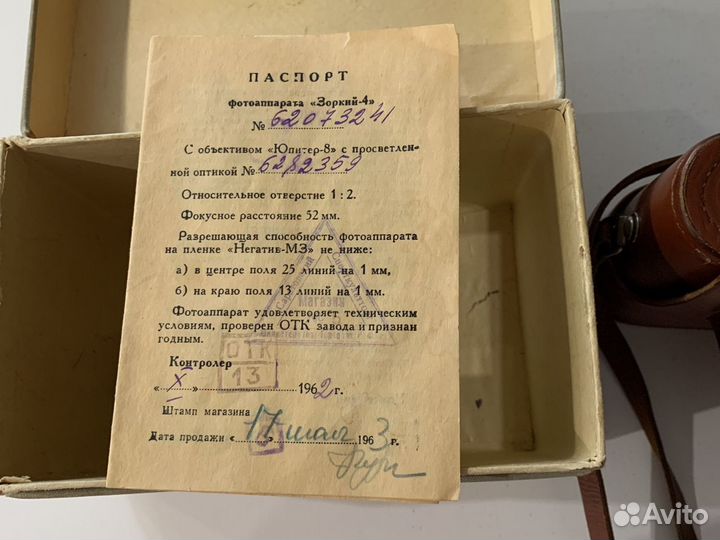 ПАСПОРТ
фотоаппарата «Зоркий-4»
№ 62073241
С объективом «Юпитер-8» с просветлен-
ной оптикой № 6282359
Относительное отверстие 1 : 2.
Фокусное расстояние 52 мм.
Разрешающая способность фотоаппарата
на пленке «Негатив-МЗ» не ниже:
а) в центре поля 25 линий на 1 мм,
б) на краю поля 13 линий на 1 мм.
Магазин
Фотоаппарат удовлетворяет техническим
условиям, проверен ОТК завода и признан
годным.
Контролер
ОТК
13
« X » 1962 г.
Штамп магазина
Дата продажи « 17 » мая 1963 г.
Avito